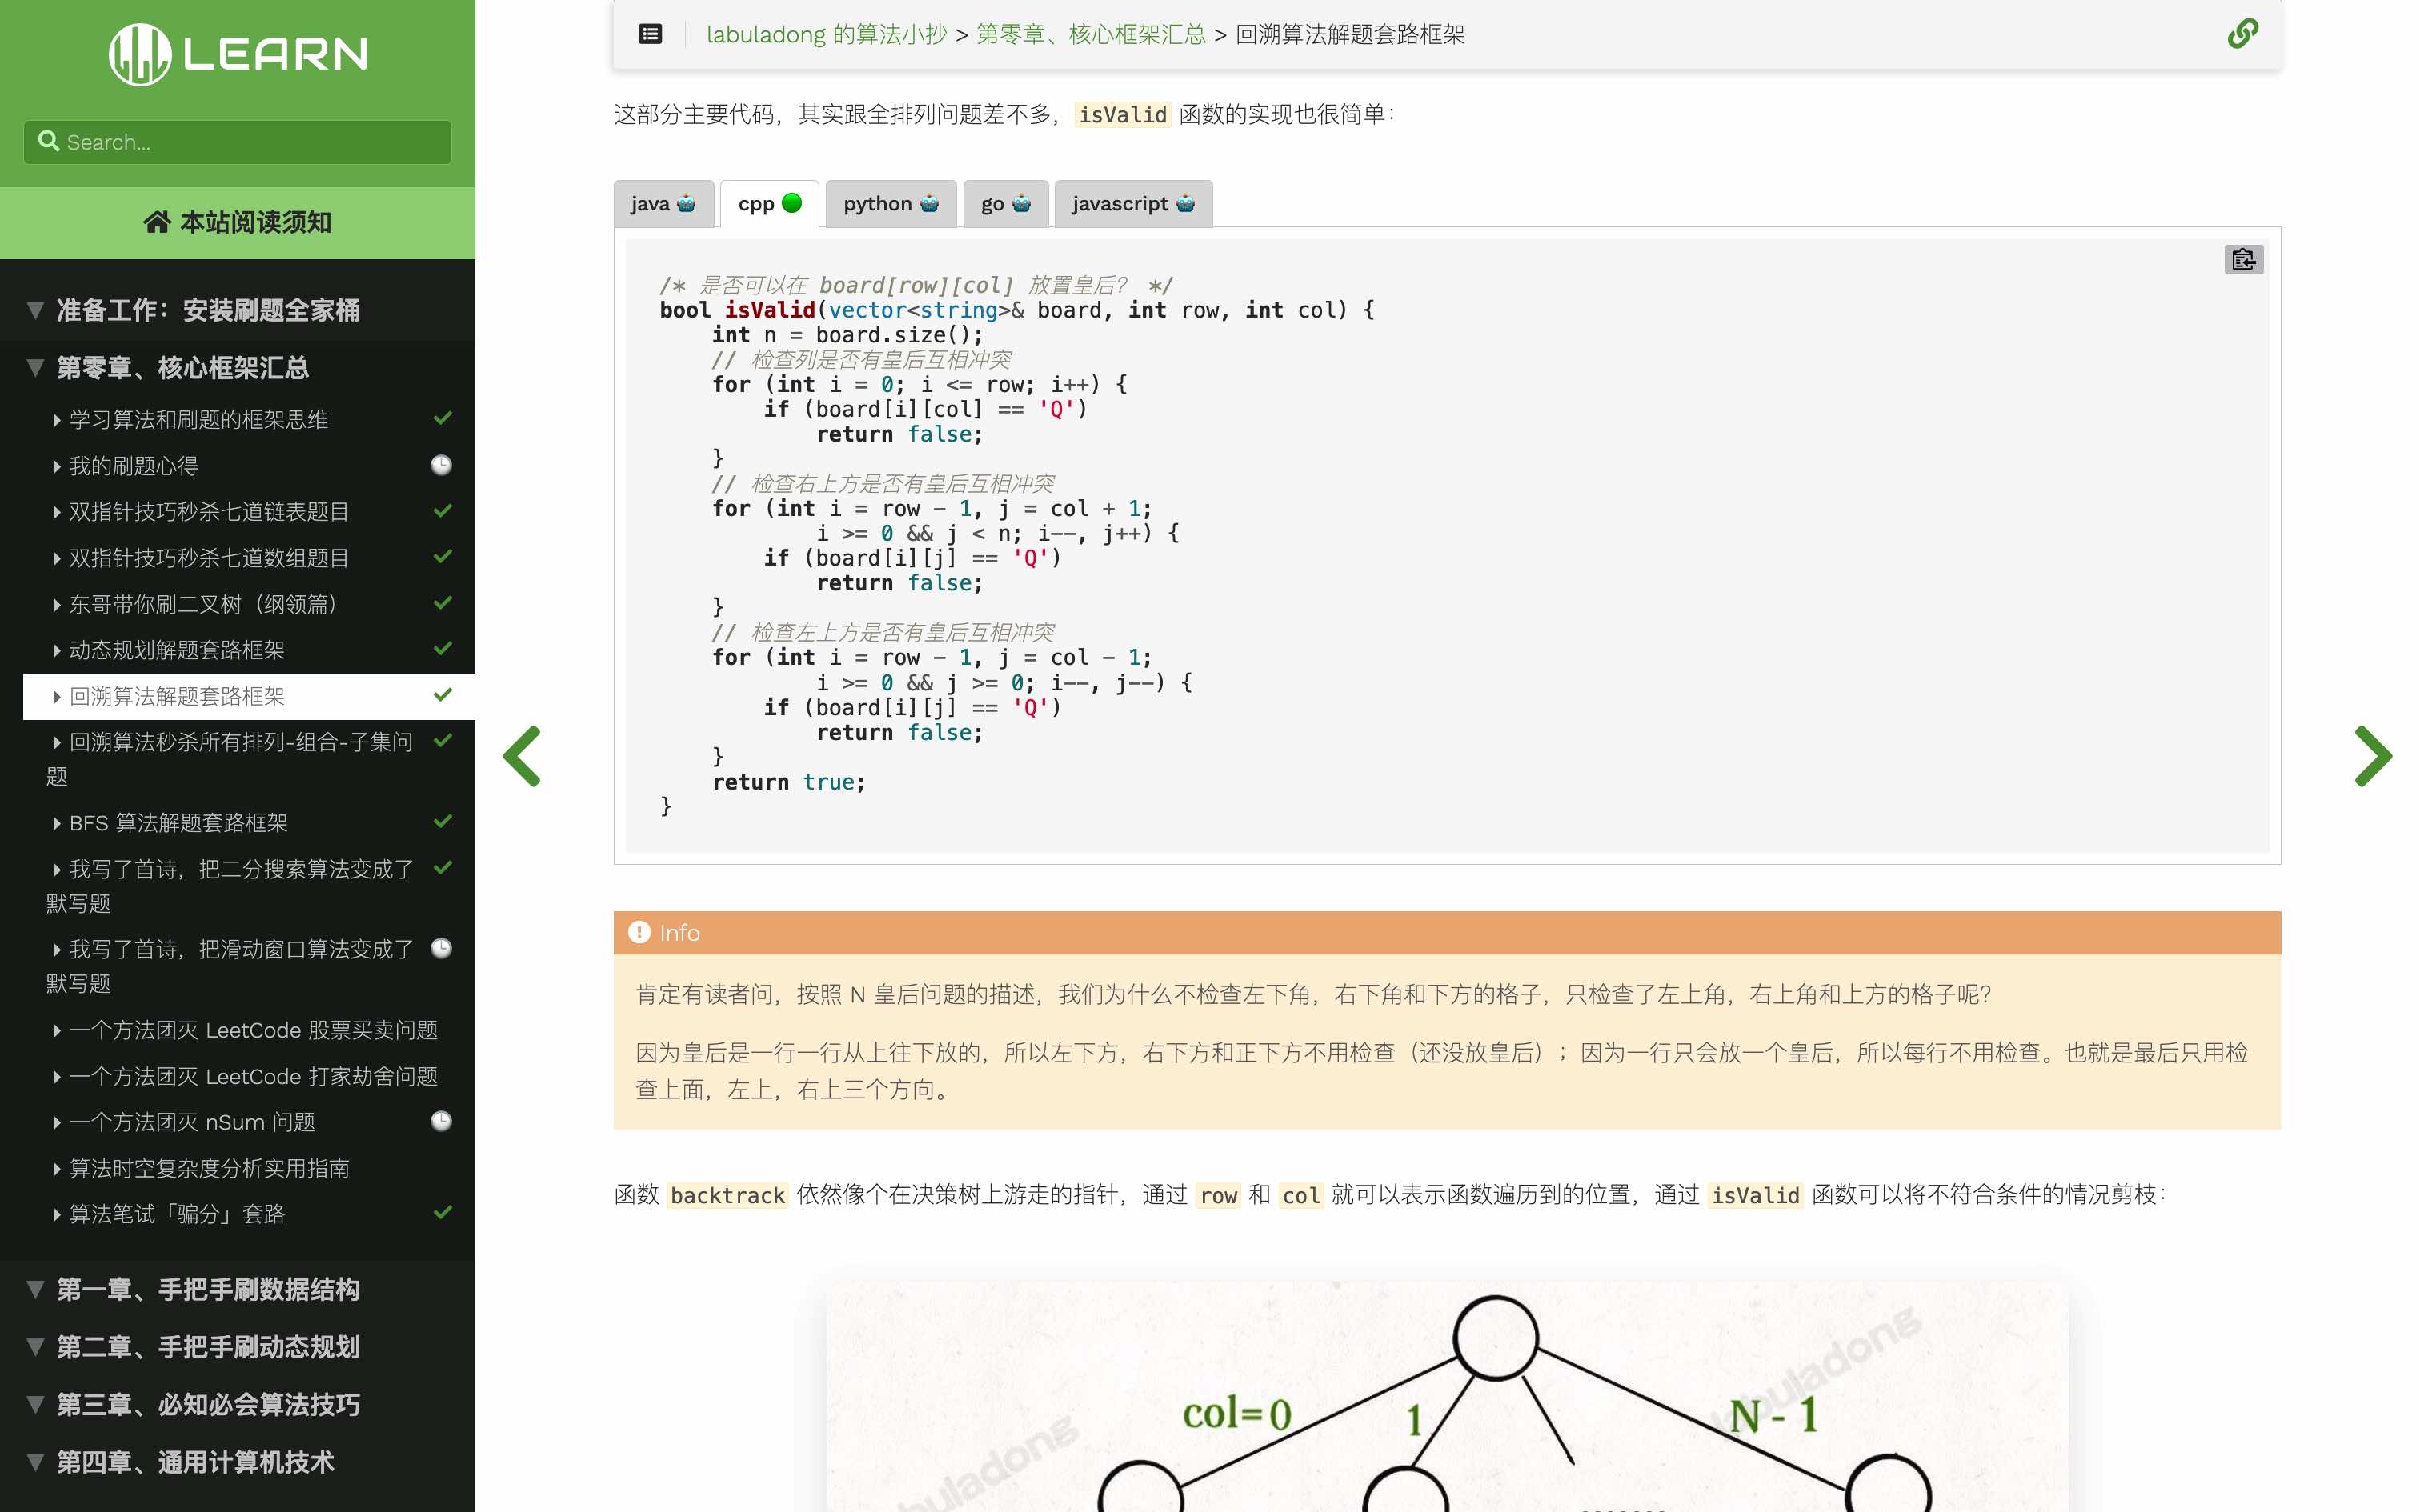 LEARN
Search...
本站阅读须知
准备工作：安装刷题全家桶
第零章、核心框架汇总
学习算法和刷题的框架思维
我的刷题心得
双指针技巧秒杀七道链表题目
双指针技巧秒杀七道数组题目
东哥带你刷二叉树（纲领篇）
动态规划解题套路框架
回溯算法解题套路框架
回溯算法秒杀所有排列-组合-子集问
题
BFS 算法解题套路框架
我写了首诗，把二分搜索算法变成了
默写题
我写了首诗，把滑动窗口算法变成了
默写题
一个方法团灭 LeetCode 股票买卖问题
一个方法团灭 LeetCode 打家劫舍问题
一个方法团灭 nSum 问题
算法时空复杂度分析实用指南
算法笔试「骗分」套路
第一章、手把手刷数据结构
第二章、手把手刷动态规划
第三章、必知必会算法技巧
第四章、通用计算机技术
labuladong 的算法小抄 > 第零章、核心框架汇总 > 回溯算法解题套路框架
这部分主要代码，其实跟全排列问题差不多，isValid 函数的实现也很简单：
java 🤖 cpp 🟢 python 🤖 go 🤖 javascript 🤖
/* 是否可以在 board[row][col] 放置皇后？ */
bool isValid(vector<string>& board, int row, int col) {
    int n = board.size();
    // 检查列是否有皇后互相冲突
    for (int i = 0; i <= row; i++) {
        if (board[i][col] == 'Q')
            return false;
    }
    // 检查右上方是否有皇后互相冲突
    for (int i = row - 1, j = col + 1;
            i >= 0 && j < n; i--, j++) {
        if (board[i][j] == 'Q')
            return false;
    }
    // 检查左上方是否有皇后互相冲突
    for (int i = row - 1, j = col - 1;
            i >= 0 && j >= 0; i--, j--) {
        if (board[i][j] == 'Q')
            return false;
    }
    return true;
}
Info
肯定有读者问，按照 N 皇后问题的描述，我们为什么不检查左下角，右下角和下方的格子，只检查了左上角，右上角和上方的格子呢？
因为皇后是一行一行从上往下放的，所以左下方，右下方和正下方不用检查（还没放皇后）；因为一行只会放一个皇后，所以每行不用检查。也就是最后只用检
查上面，左上，右上三个方向。
函数 backtrack 依然像个在决策树上游走的指针，通过 row 和 col 就可以表示函数遍历到的位置，通过 isValid 函数可以将不符合条件的情况剪枝：
labuladong
col=0
1
N - 1
buladong